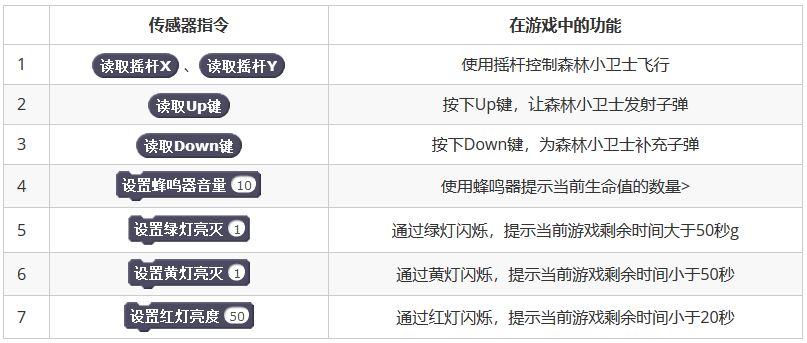 传感器指令 在游戏中的功能
1 读取摇杆X 、 读取摇杆Y 使用摇杆控制森林小卫士飞行
2 读取Up键 按下Up键，让森林小卫士发射子弹
3 读取Down键 按下Down键，为森林小卫士补充子弹
4 设置蜂鸣器音量 10 使用蜂鸣器提示当前生命值的数量>
5 设置绿灯亮灭 1 通过绿灯闪烁，提示当前游戏剩余时间大于50秒g
6 设置黄灯亮灭 1 通过黄灯闪烁，提示当前游戏剩余时间小于50秒
7 设置红灯亮度 50 通过红灯闪烁，提示当前游戏剩余时间小于20秒